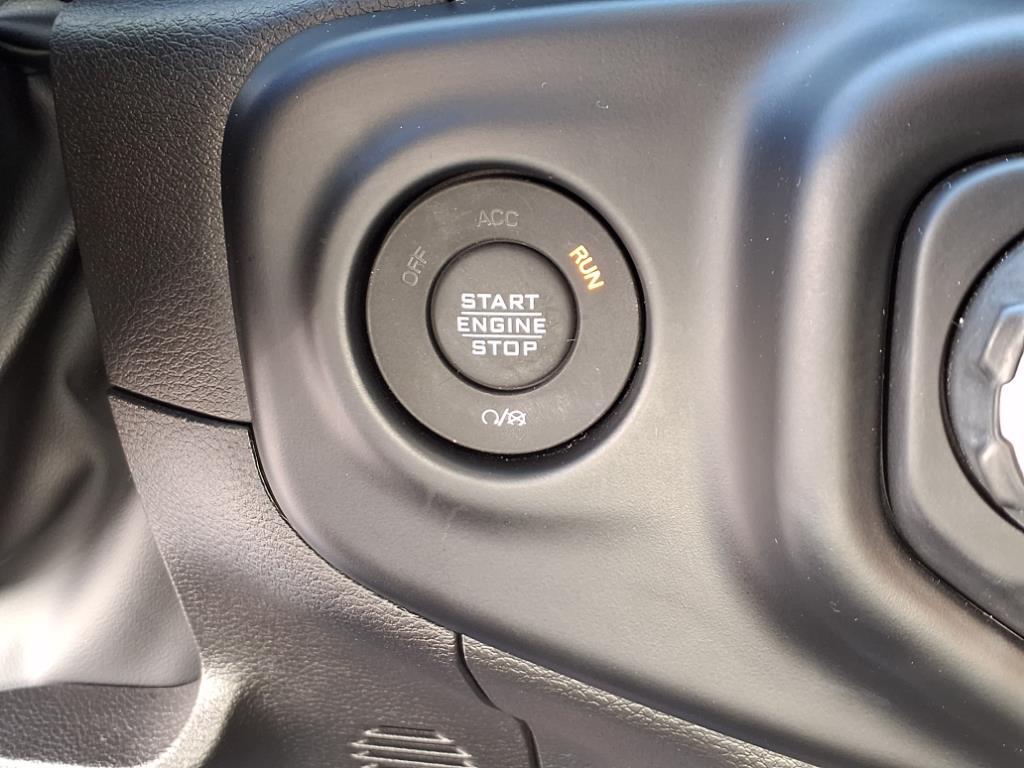 ACC
OFF
RUN
START
ENGINE
STOP